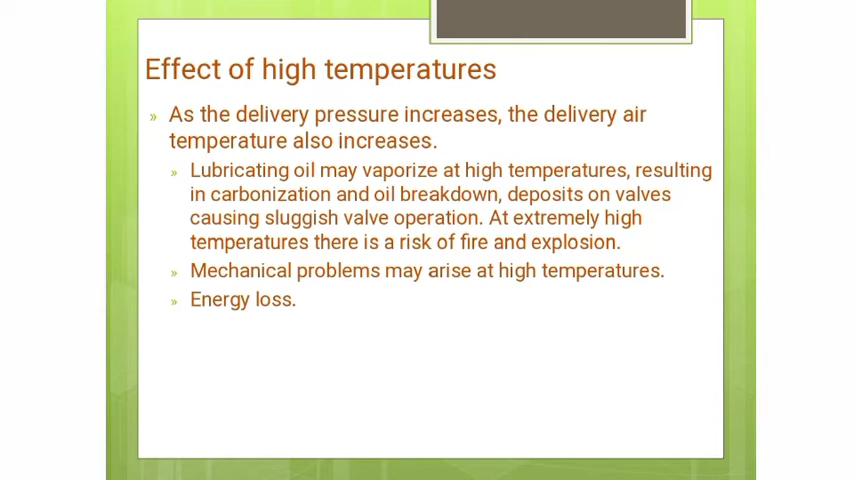 Effect of high temperatures
» As the delivery pressure increases, the delivery air
temperature also increases.
» Lubricating oil may vaporize at high temperatures, resulting
in carbonization and oil breakdown, deposits on valves
causing sluggish valve operation. At extremely high
temperatures there is a risk of fire and explosion.
» Mechanical problems may arise at high temperatures.
» Energy loss.